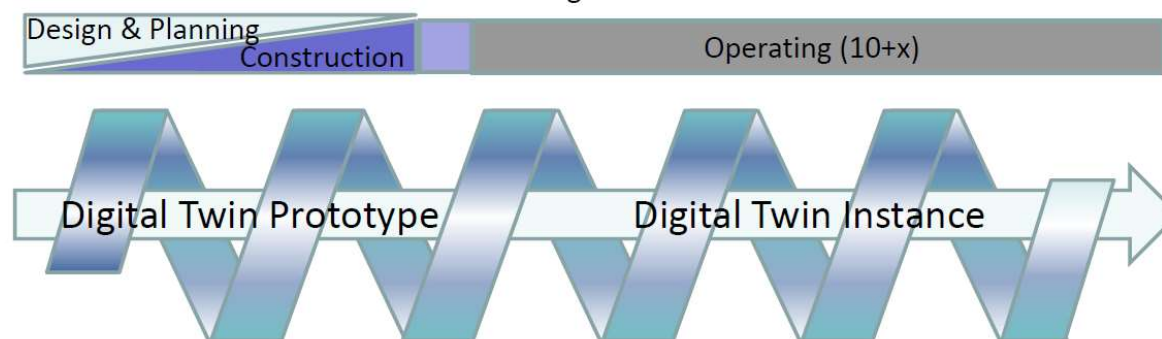 Design & Planning
Construction
Operating (10+x)
Digital Twin Prototype
Digital Twin Instance